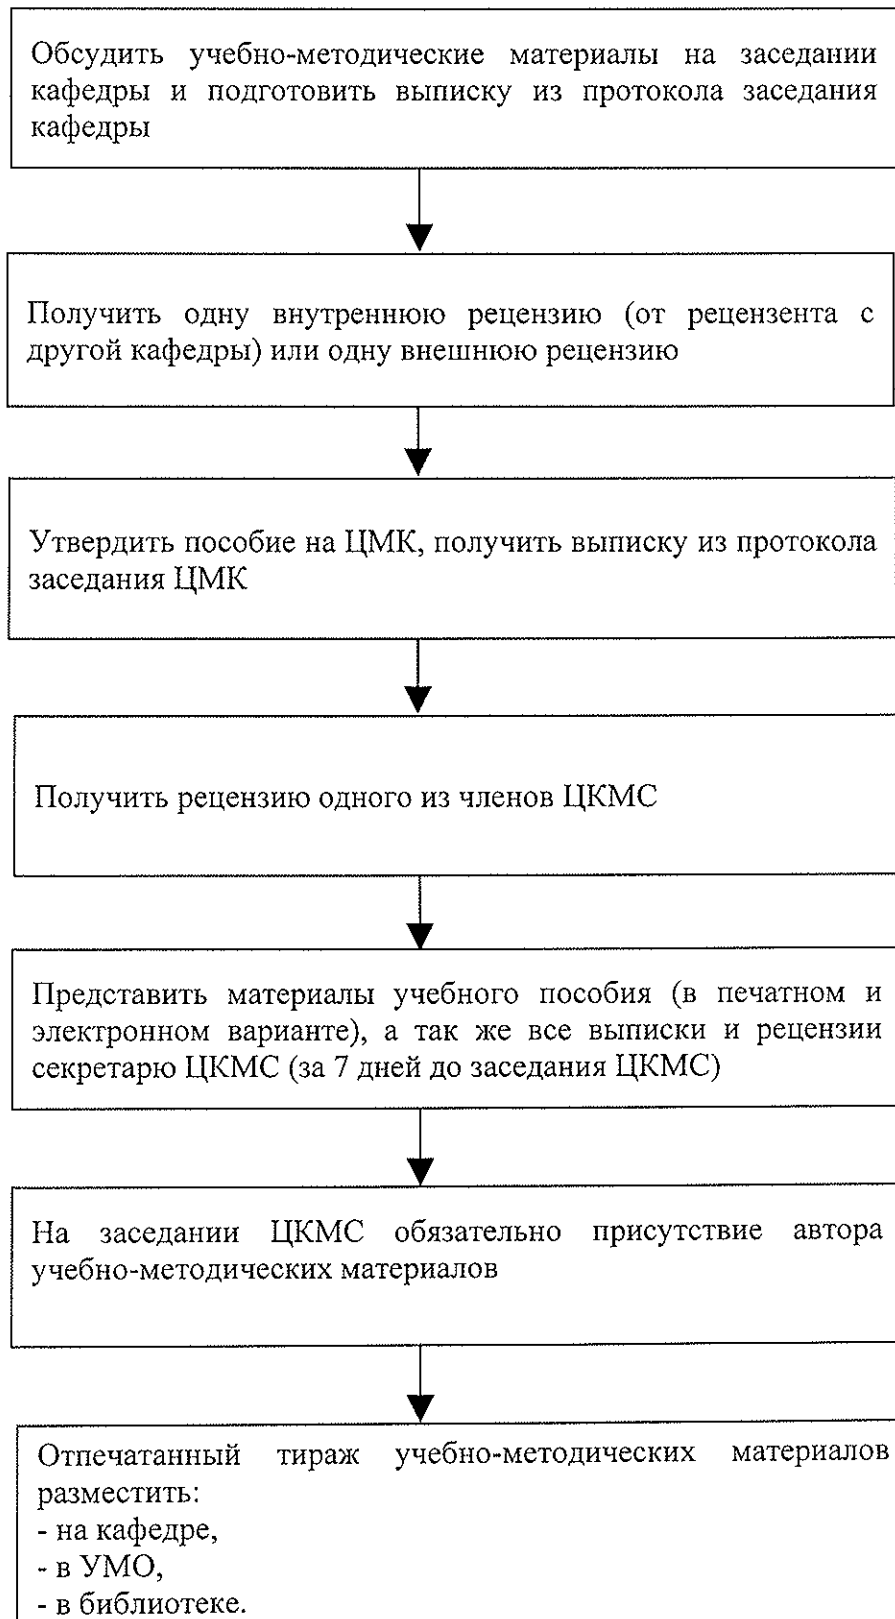 Обсудить учебно-методические материалы на заседании
кафедры и подготовить выписку из протокола заседания
кафедры
Получить одну внутреннюю рецензию (от рецензента с
другой кафедры) или одну внешнюю рецензию
Утвердить пособие на ЦМК, получить выписку из протокола
заседания ЦМК
Получить рецензию одного из членов ЦКМС
Представить материалы учебного пособия (в печатном и
электронном варианте), а так же все выписки и рецензии
секретарю ЦКМС (за 7 дней до заседания ЦКМС)
На заседании ЦКМС обязательно присутствие автора
учебно-методических материалов
Отпечатанный тираж учебно-методических материалов
разместить:
- на кафедре,
- в УМО,
- в библиотеке.